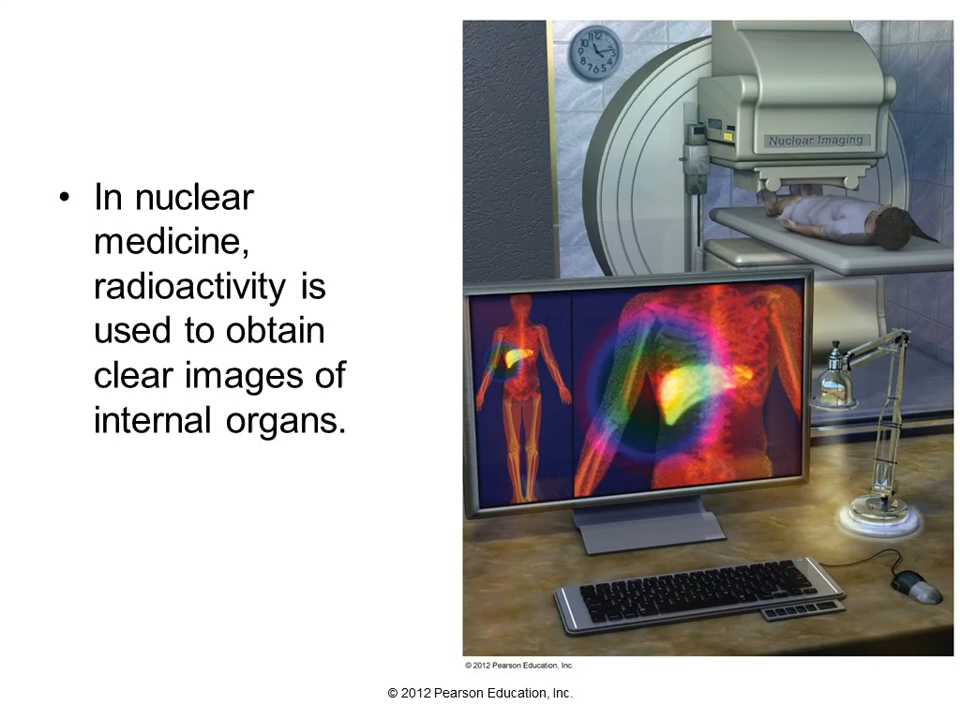 • In nuclear
medicine,
radioactivity is
used to obtain
clear images of
internal organs.
Nuclear Imaging
© 2012 Pearson Education, Inc.
© 2012 Pearson Education, Inc.